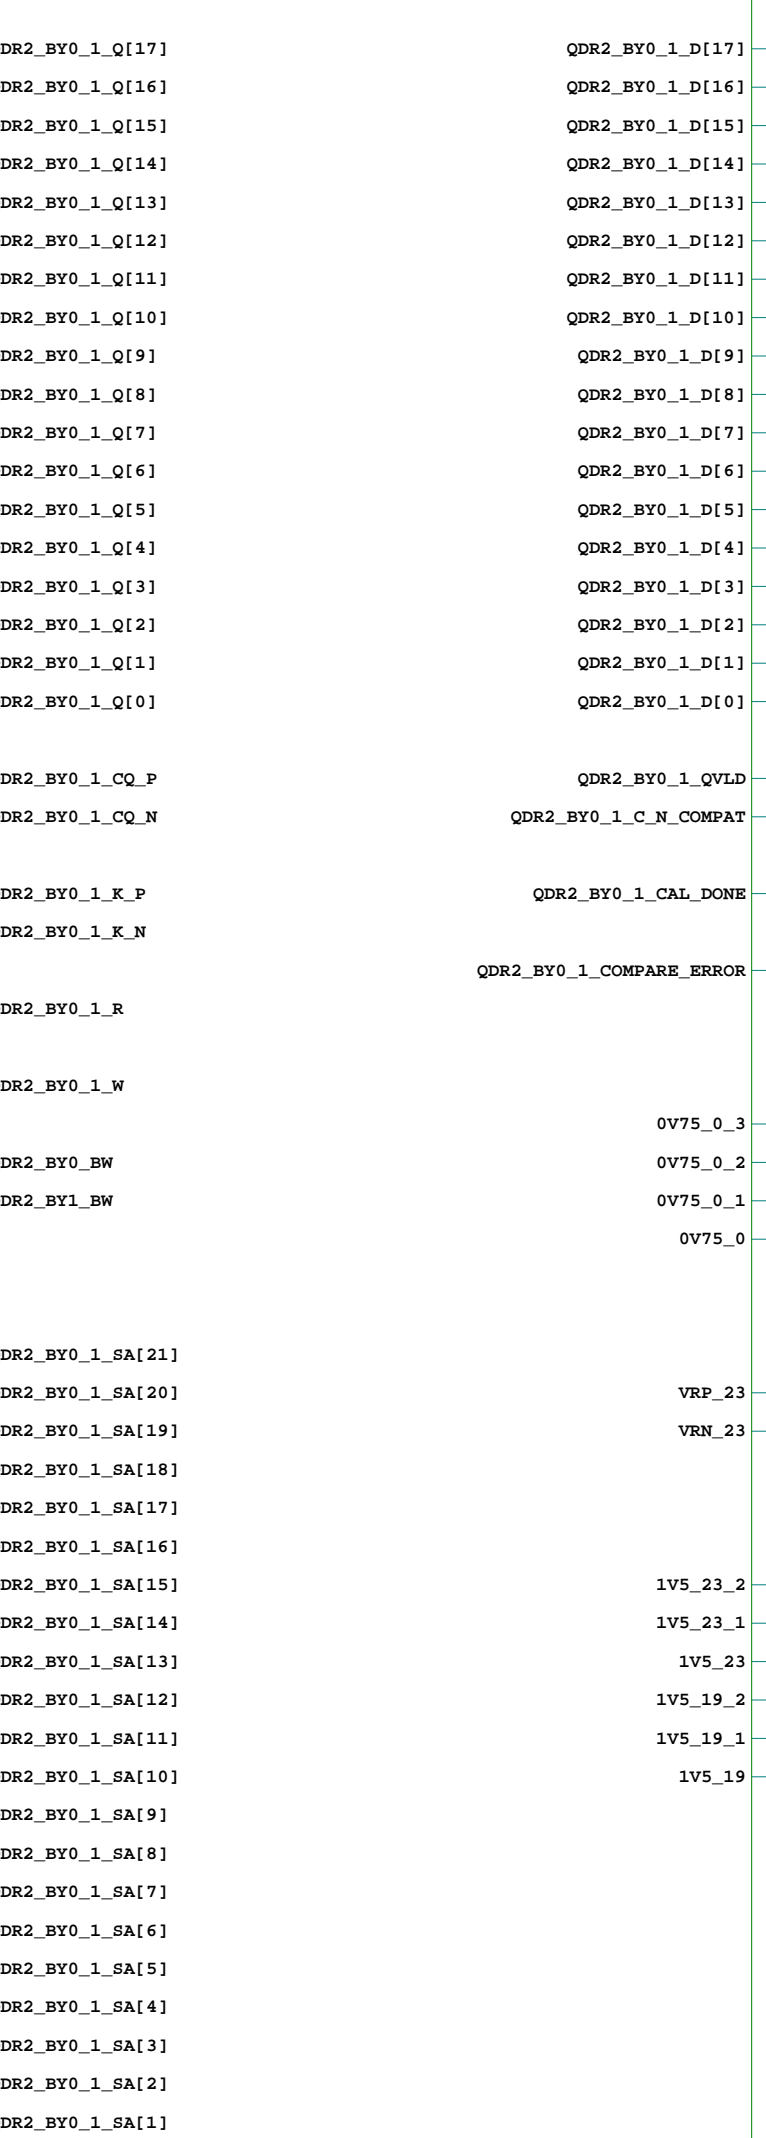 DR2_BY0_1_Q[17] QDR2_BY0_1_D[17]
DR2_BY0_1_Q[16] QDR2_BY0_1_D[16]
DR2_BY0_1_Q[15] QDR2_BY0_1_D[15]
DR2_BY0_1_Q[14] QDR2_BY0_1_D[14]
DR2_BY0_1_Q[13] QDR2_BY0_1_D[13]
DR2_BY0_1_Q[12] QDR2_BY0_1_D[12]
DR2_BY0_1_Q[11] QDR2_BY0_1_D[11]
DR2_BY0_1_Q[10] QDR2_BY0_1_D[10]
DR2_BY0_1_Q[9] QDR2_BY0_1_D[9]
DR2_BY0_1_Q[8] QDR2_BY0_1_D[8]
DR2_BY0_1_Q[7] QDR2_BY0_1_D[7]
DR2_BY0_1_Q[6] QDR2_BY0_1_D[6]
DR2_BY0_1_Q[5] QDR2_BY0_1_D[5]
DR2_BY0_1_Q[4] QDR2_BY0_1_D[4]
DR2_BY0_1_Q[3] QDR2_BY0_1_D[3]
DR2_BY0_1_Q[2] QDR2_BY0_1_D[2]
DR2_BY0_1_Q[1] QDR2_BY0_1_D[1]
DR2_BY0_1_Q[0] QDR2_BY0_1_D[0]
DR2_BY0_1_CQ_P QDR2_BY0_1_QVLD
DR2_BY0_1_CQ_N QDR2_BY0_1_C_N_COMPAT
DR2_BY0_1_K_P QDR2_BY0_1_CAL_DONE
DR2_BY0_1_K_N
QDR2_BY0_1_COMPARE_ERROR
DR2_BY0_1_R
DR2_BY0_1_W
0V75_0_3
DR2_BY0_BW 0V75_0_2
DR2_BY1_BW 0V75_0_1
0V75_0
DR2_BY0_1_SA[21]
DR2_BY0_1_SA[20] VRP_23
DR2_BY0_1_SA[19] VRN_23
DR2_BY0_1_SA[18]
DR2_BY0_1_SA[17]
DR2_BY0_1_SA[16]
DR2_BY0_1_SA[15] 1V5_23_2
DR2_BY0_1_SA[14] 1V5_23_1
DR2_BY0_1_SA[13] 1V5_23
DR2_BY0_1_SA[12] 1V5_19_2
DR2_BY0_1_SA[11] 1V5_19_1
DR2_BY0_1_SA[10] 1V5_19
DR2_BY0_1_SA[9]
DR2_BY0_1_SA[8]
DR2_BY0_1_SA[7]
DR2_BY0_1_SA[6]
DR2_BY0_1_SA[5]
DR2_BY0_1_SA[4]
DR2_BY0_1_SA[3]
DR2_BY0_1_SA[2]
DR2_BY0_1_SA[1]